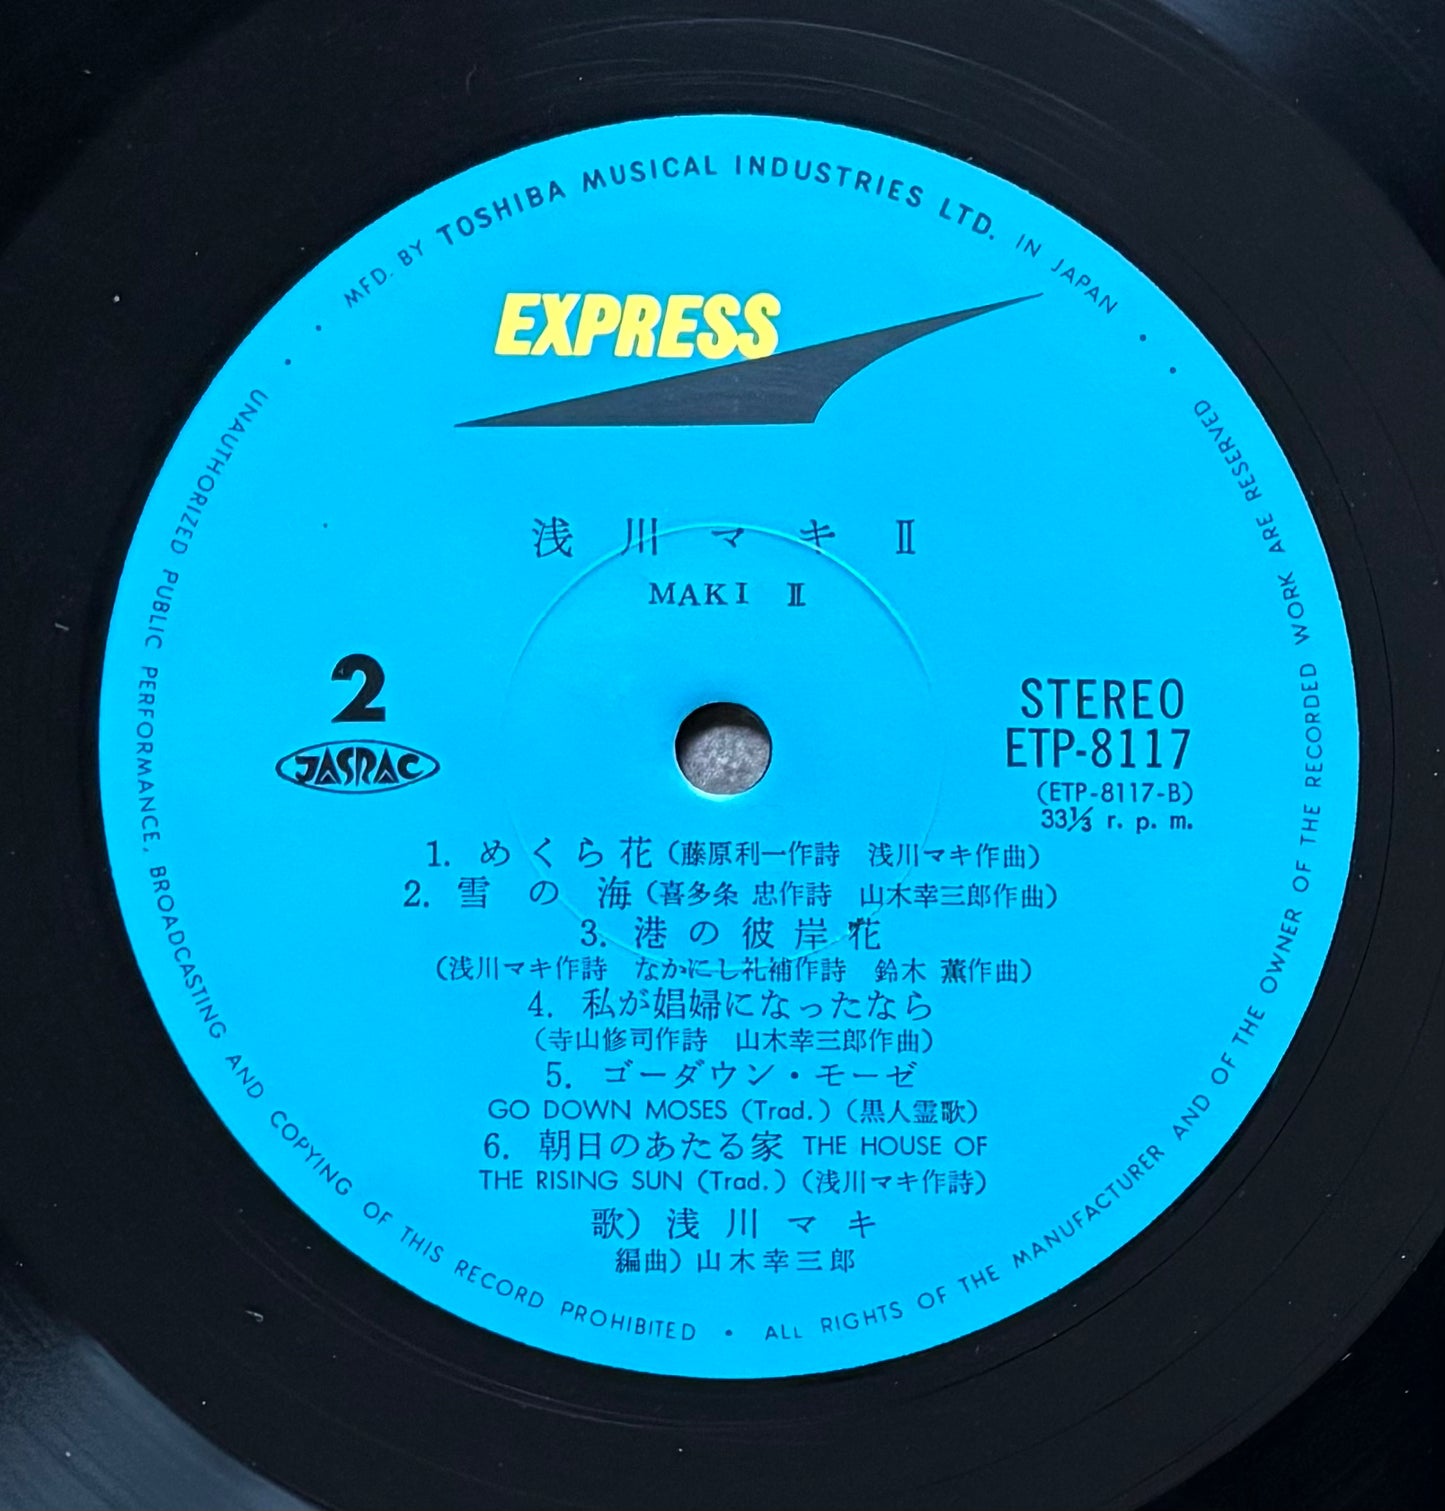 MFD. BY TOSHIBA MUSICAL INDUSTRIES LTD. IN JAPAN
EXPRESS
浅川マキⅡ
MAKI Ⅱ
2
JASRAC
STEREO
ETP-8117
(ETP-8117-B)
33⅓ r. p. m.
1. めくら花（藤原利一作詩　浅川マキ作曲）
2. 雪の海（喜多条 忠作詩　山木幸三郎作曲）
3. 港の彼岸花
（浅川マキ作詩　なかにし礼補作詩　鈴木 薫作曲）
4. 私が娼婦になったなら
（寺山修司作詩　山木幸三郎作曲）
5. ゴーダウン・モーゼ
GO DOWN MOSES (Trad.)（黒人霊歌）
6. 朝日のあたる家 THE HOUSE OF
THE RISING SUN (Trad.)（浅川マキ作詩）
歌）浅川マキ
編曲）山木幸三郎
UNAUTHORIZED PUBLIC PERFORMANCE, BROADCASTING AND COPYING OF THIS RECORD PROHIBITED • ALL RIGHTS OF THE MANUFACTURER AND OF THE OWNER OF THE RECORDED WORK ARE RESERVED